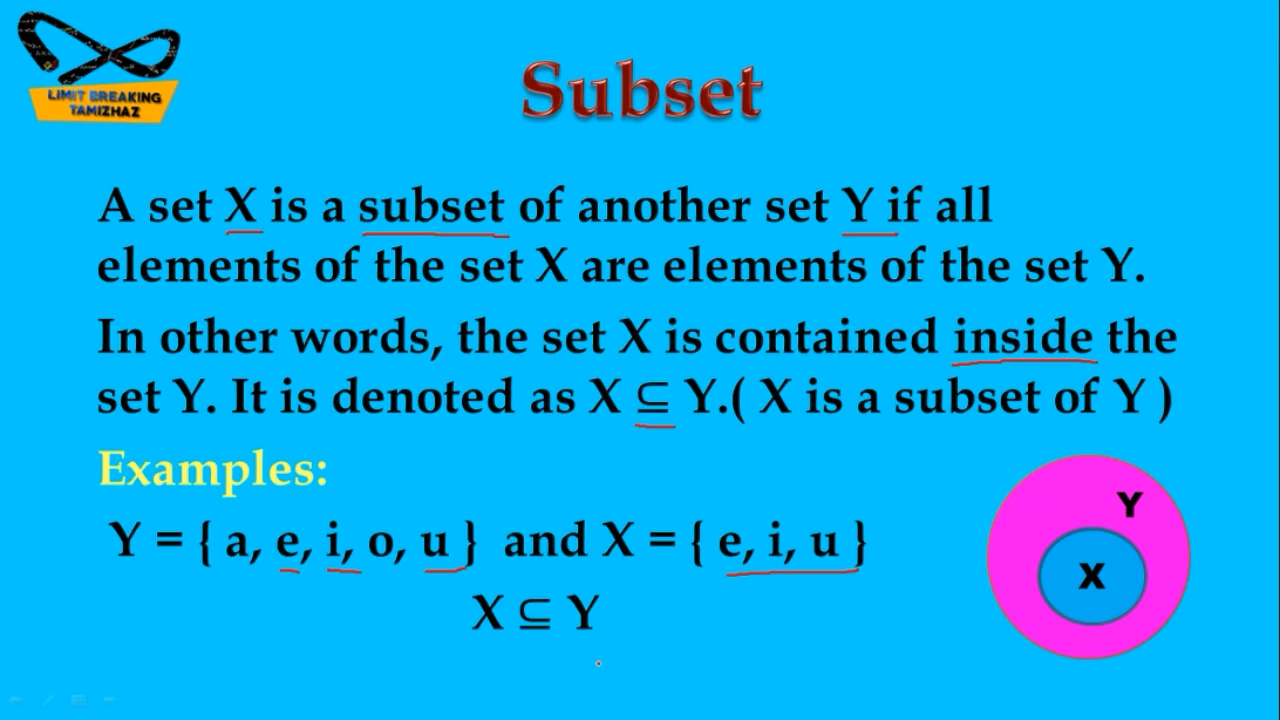 LIMIT BREAKING
TAMIZHAZ
Subset
A set X is a subset of another set Y if all
elements of the set X are elements of the set Y.
In other words, the set X is contained inside the
set Y. It is denoted as X ⊆ Y.( X is a subset of Y )
Examples:
Y = { a, e, i, o, u } and X = { e, i, u }
X ⊆ Y
Y
X